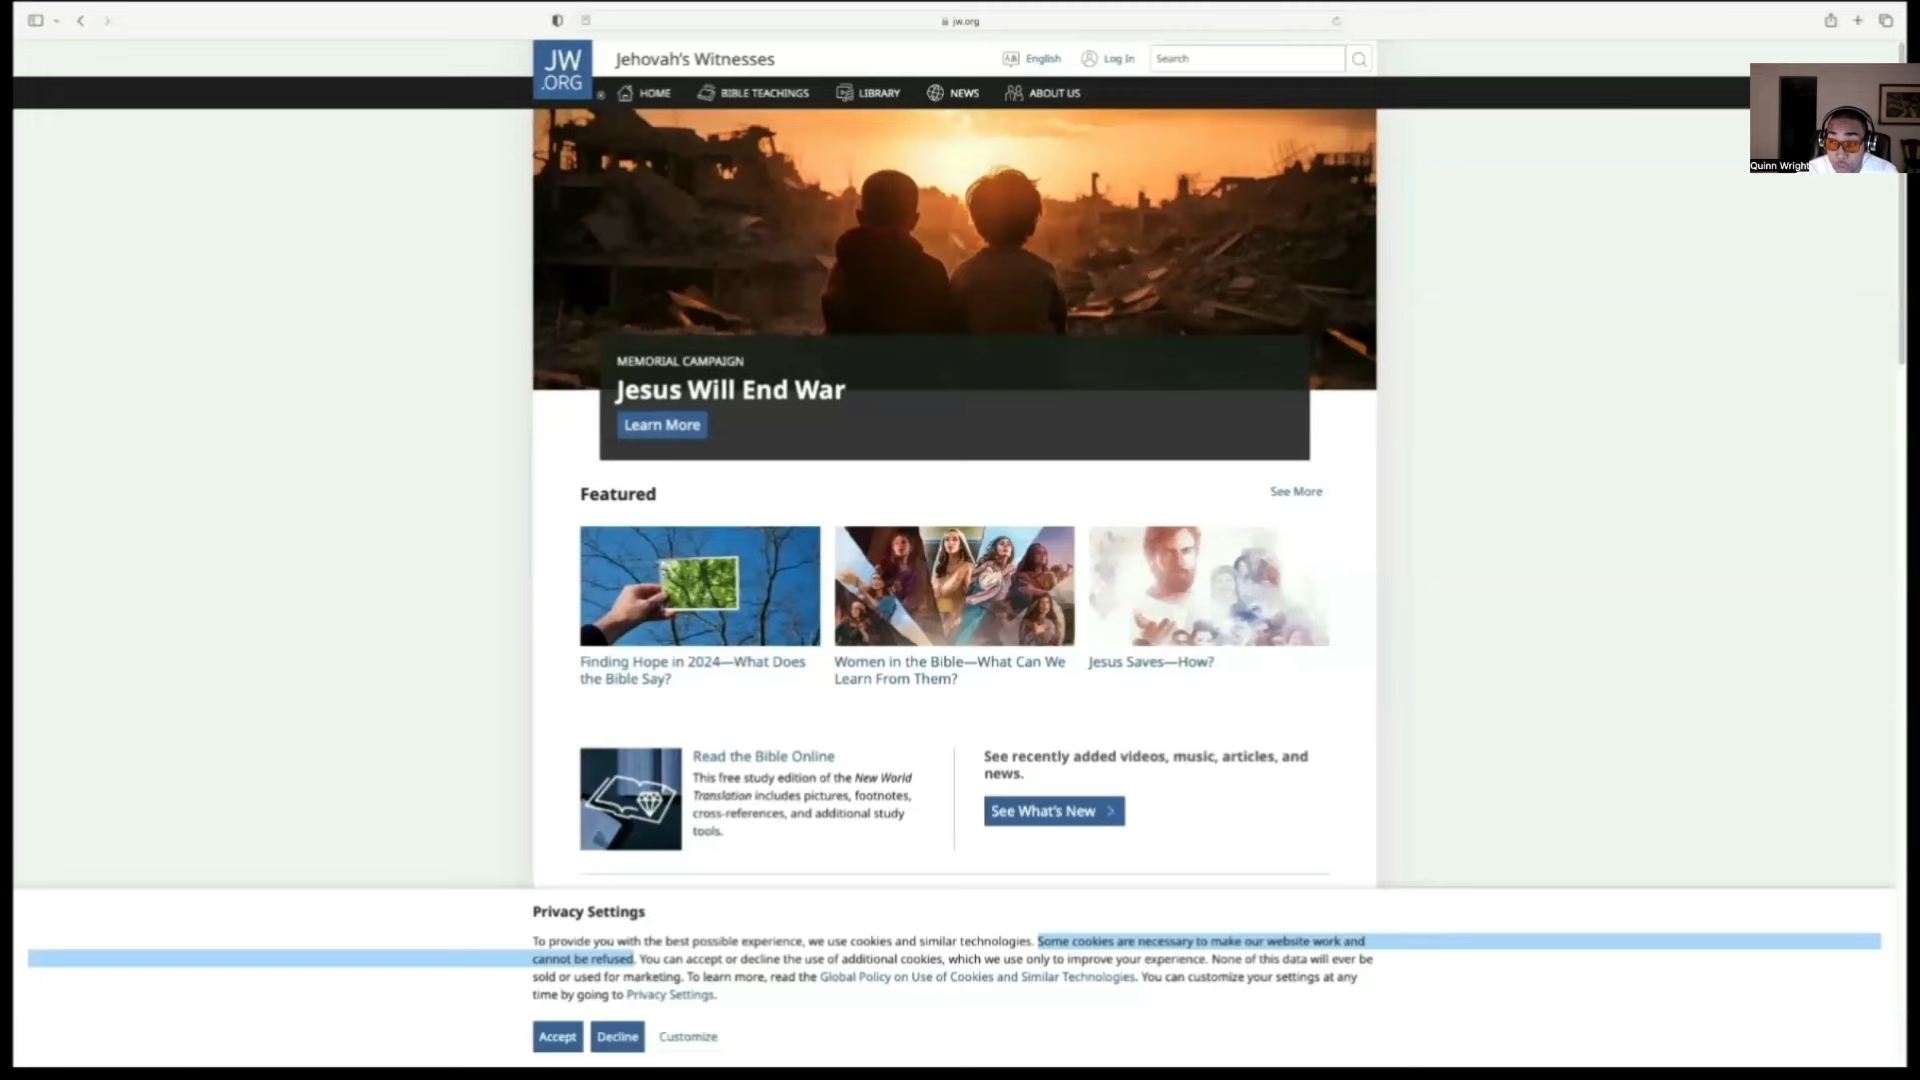 jw.org
JW
.ORG
Jehovah's Witnesses
English
Log In
Search
HOME
BIBLE TEACHINGS
LIBRARY
NEWS
ABOUT US
Quinn Wright
MEMORIAL CAMPAIGN
Jesus Will End War
Learn More
Featured
See More
Finding Hope in 2024—What Does
the Bible Say?
Women in the Bible—What Can We
Learn From Them?
Jesus Saves—How?
Read the Bible Online
This free study edition of the New World
Translation includes pictures, footnotes,
cross-references, and additional study
tools.
See recently added videos, music, articles, and
news.
See What's New
Privacy Settings
To provide you with the best possible experience, we use cookies and similar technologies. Some cookies are necessary to make our website work and
cannot be refused. You can accept or decline the use of additional cookies, which we use only to improve your experience. None of this data will ever be
sold or used for marketing. To learn more, read the Global Policy on Use of Cookies and Similar Technologies. You can customize your settings at any
time by going to Privacy Settings.
Accept
Decline
Customize